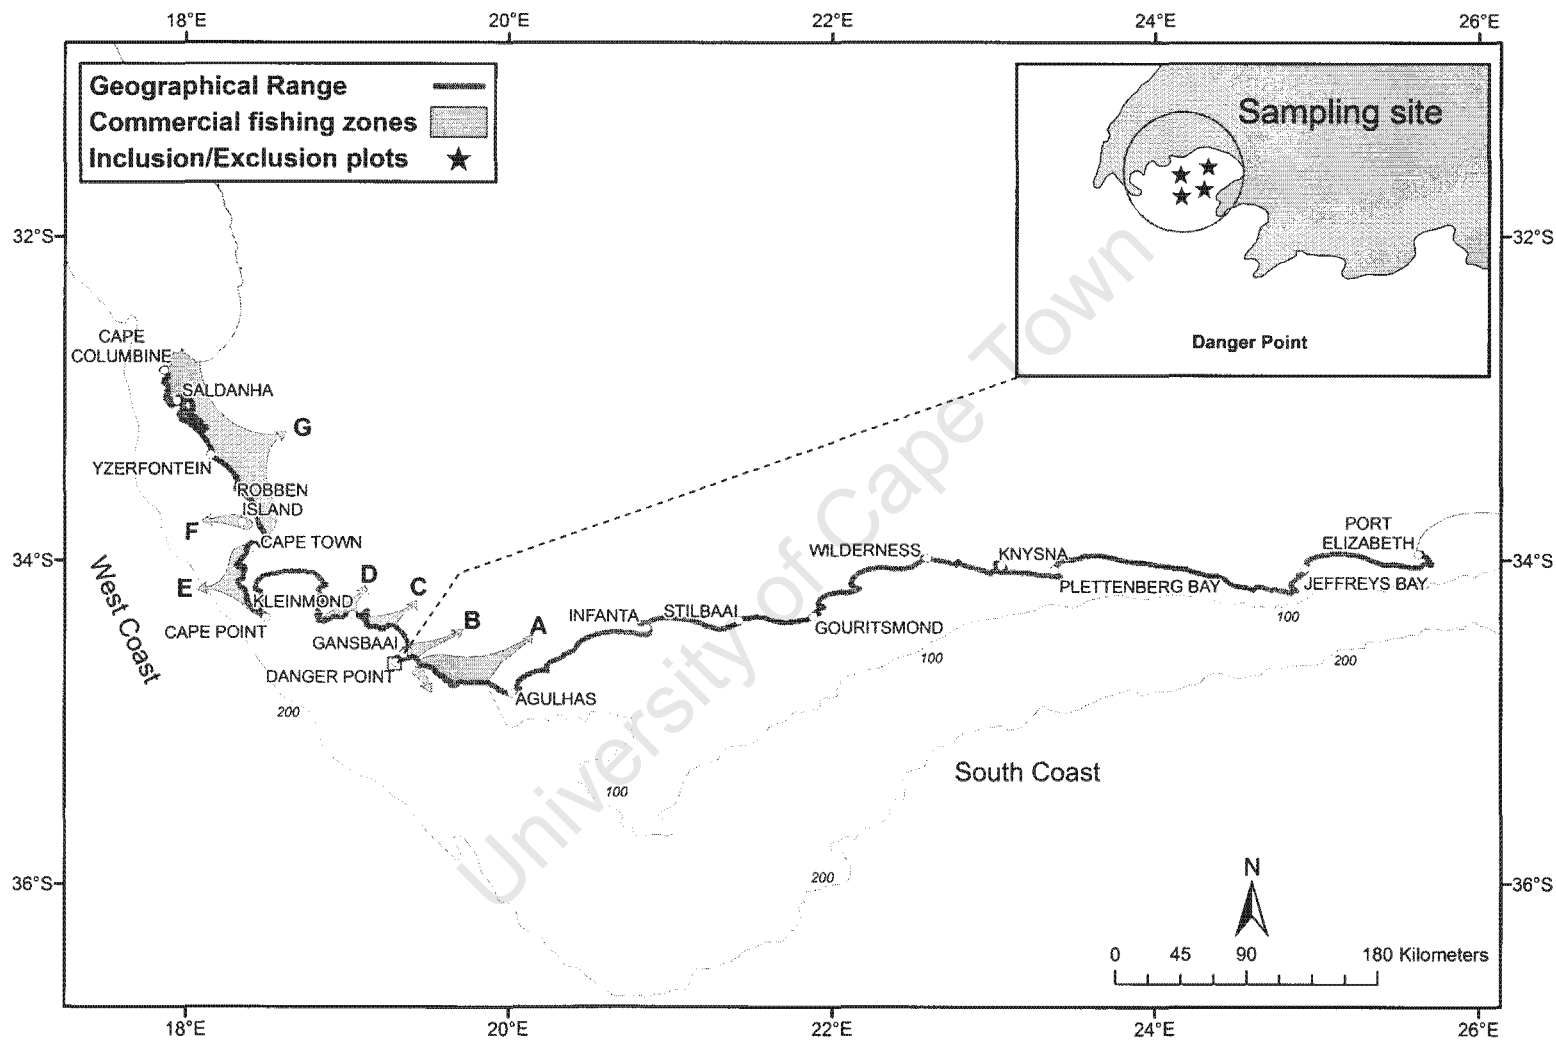 18°E
20°E
22°E
24°E
26°E
Geographical Range
Commercial fishing zones
Inclusion/Exclusion plots
Sampling site
Danger Point
32°S
32°S
CAPE
COLUMBINE
SALDANHA
G
YZERFONTEIN
ROBBEN
ISLAND
F
CAPE TOWN
34°S
34°S
West Coast
E
D
C
KLEINMOND
CAPE POINT
GANSBAAI
B
A
DANGER POINT
AGULHAS
INFANTA
STILBAAI
GOURITSMOND
WILDERNESS
KNYSNA
PLETTENBERG BAY
PORT
ELIZABETH
JEFFREYS BAY
100
100
200
200
100
200
South Coast
University of Cape Town
36°S
36°S
N
0
45
90
180 Kilometers
18°E
20°E
22°E
24°E
26°E